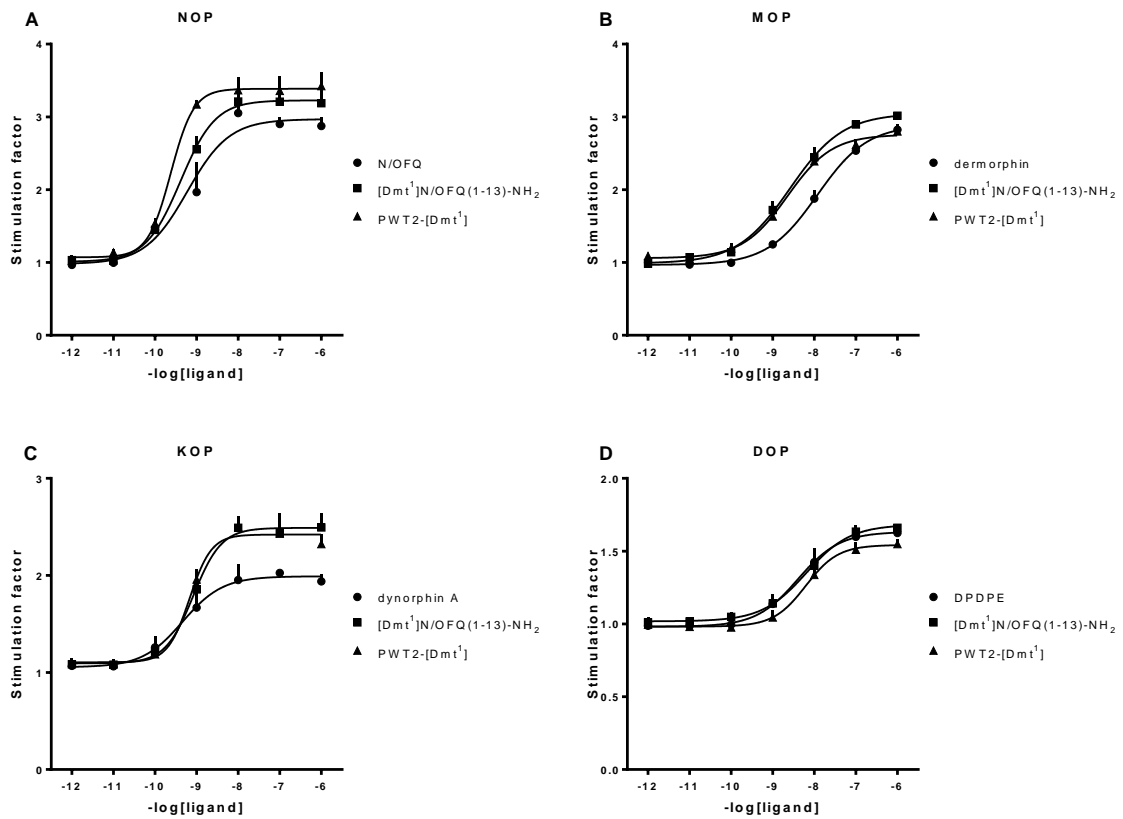 A
NOP
Stimulation factor
4
3
2
1
0
-12 -11 -10 -9 -8 -7 -6
-log[ligand]
N/OFQ
[Dmt¹]N/OFQ(1-13)-NH₂
PWT2-[Dmt¹]
B
MOP
Stimulation factor
4
3
2
1
0
-12 -11 -10 -9 -8 -7 -6
-log[ligand]
dermorphin
[Dmt¹]N/OFQ(1-13)-NH₂
PWT2-[Dmt¹]
C
KOP
Stimulation factor
3
2
1
0
-12 -11 -10 -9 -8 -7 -6
-log[ligand]
dynorphin A
[Dmt¹]N/OFQ(1-13)-NH₂
PWT2-[Dmt¹]
D
DOP
Stimulation factor
2.0
1.5
1.0
0.5
0.0
-12 -11 -10 -9 -8 -7 -6
-log[ligand]
DPDPE
[Dmt¹]N/OFQ(1-13)-NH₂
PWT2-[Dmt¹]